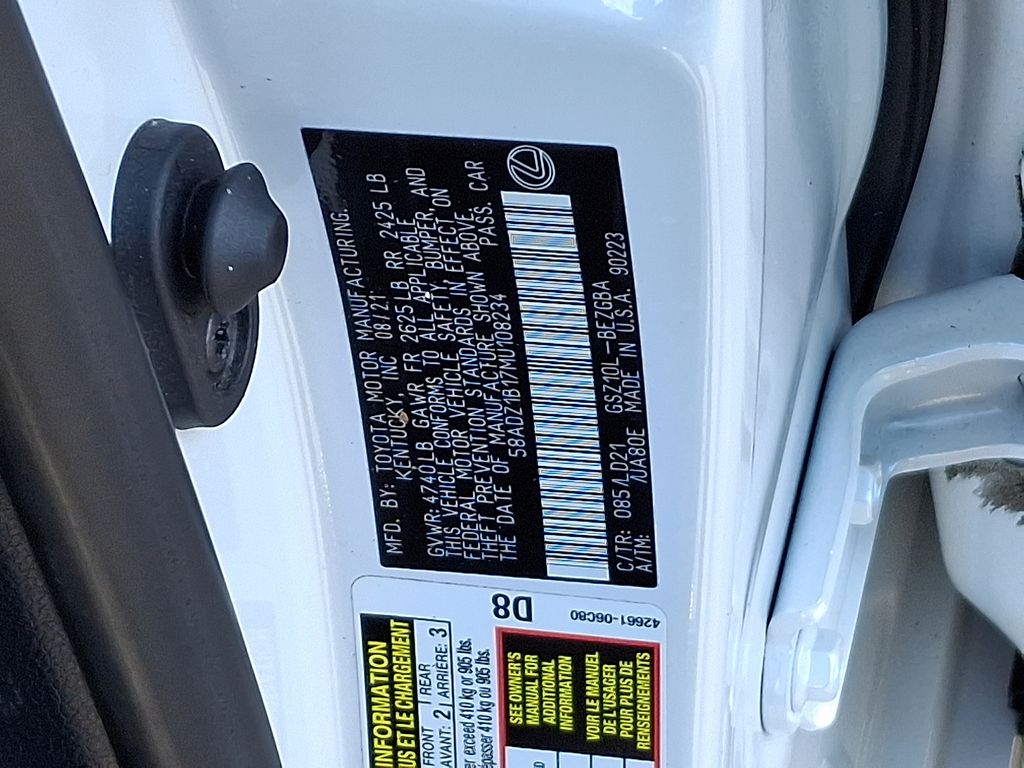 MFD. BY: TOYOTA MOTOR MANUFACTURING.
KENTUCKY, INC 08/21
GVWR: 4740LB GAWR FR 2625LB RR 2425 LB
THIS VEHICLE CONFORMS TO ALL APPLICABLE
FEDERAL MOTOR VEHICLE SAFETY, BUMPER, AND
THEFT PREVENTION STANDARDS IN EFFECT ON
THE DATE OF MANUFACTURE SHOWN ABOVE.
58ADZ1B17MU108234 PASS. CAR
C/TR: 085/LD21 GSZ10L-BEZGBA
A/TM: /UA80E MADE IN U.S.A. 90223
D8
42661-06C80
INFORMATION
US ET LE CHARGEMENT
FRONT REAR
AVANT: 2 ARRIÈRE: 3
er exceed 410 kg or 905 lbs.
épasser 410 kg ou 905 lbs.
SEE OWNER'S
MANUAL FOR
ADDITIONAL
INFORMATION
VOIR LE MANUEL
DE L'USAGER
POUR PLUS DE
RENSEIGNEMENTS